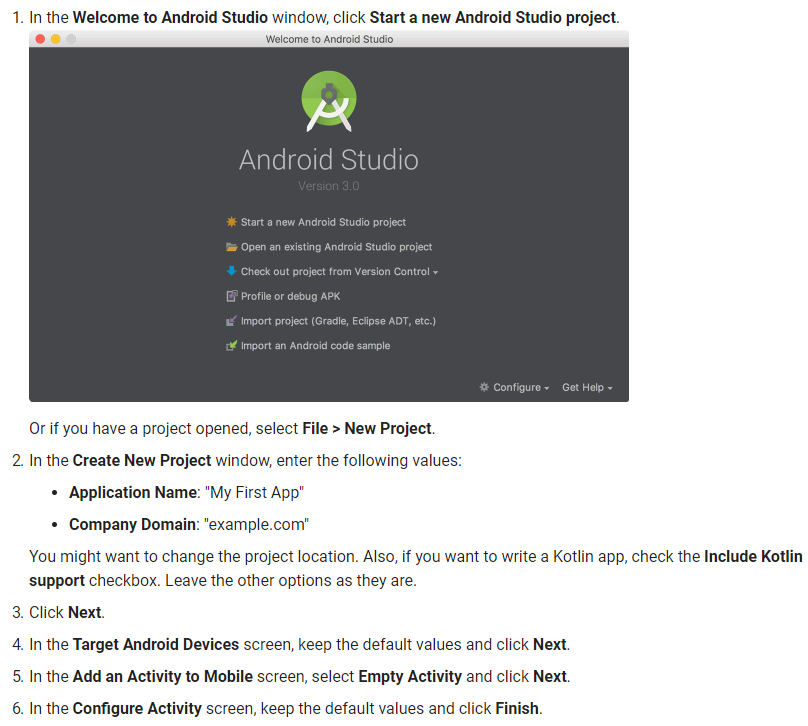 1. In the Welcome to Android Studio window, click Start a new Android Studio project.
Welcome to Android Studio
Android Studio
Version 3.0
Start a new Android Studio project
Open an existing Android Studio project
Check out project from Version Control
Profile or debug APK
Import project (Gradle, Eclipse ADT, etc.)
Import an Android code sample
Configure Get Help
Or if you have a project opened, select File > New Project.
2. In the Create New Project window, enter the following values:
• Application Name: "My First App"
• Company Domain: "example.com"
You might want to change the project location. Also, if you want to write a Kotlin app, check the Include Kotlin
support checkbox. Leave the other options as they are.
3. Click Next.
4. In the Target Android Devices screen, keep the default values and click Next.
5. In the Add an Activity to Mobile screen, select Empty Activity and click Next.
6. In the Configure Activity screen, keep the default values and click Finish.